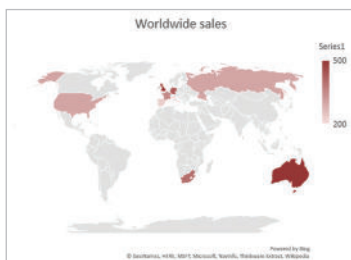 Worldwide sales
Series1
500
200
Powered by Bing
© GeoNames, HERE, MSFT, Microsoft, NavInfo, Thinkware Extract, Wikipedia